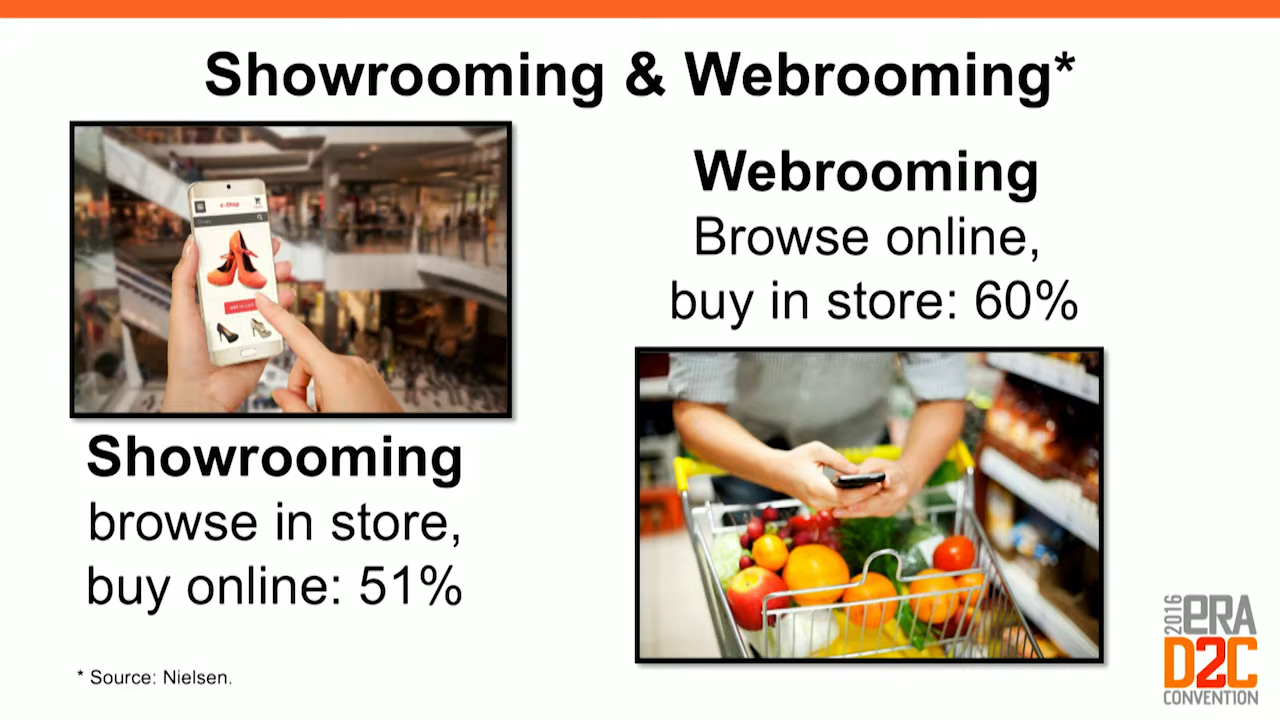 Showrooming & Webrooming*
e-Shop
Showrooming
browse in store,
buy online: 51%
Webrooming
Browse online,
buy in store: 60%
* Source: Nielsen.
2016 ERA
D2C
CONVENTION